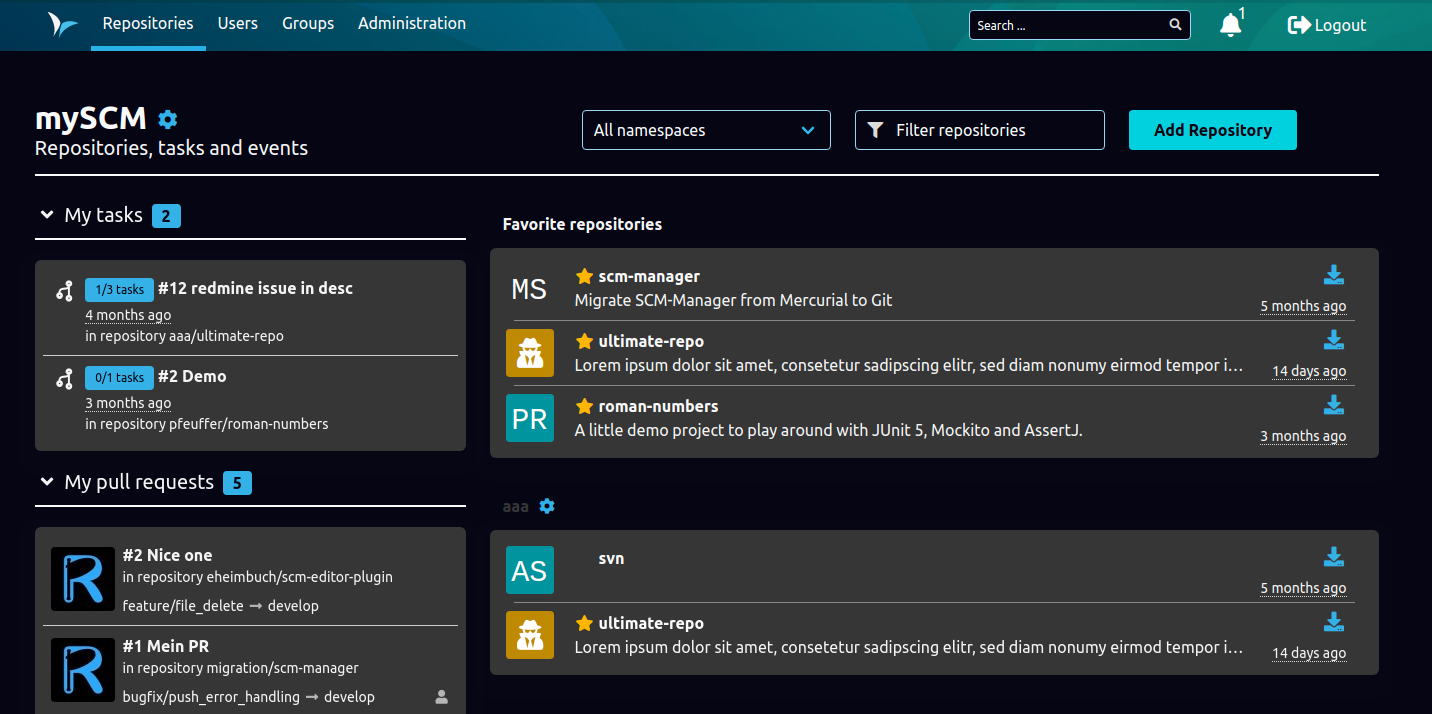 Repositories Users Groups Administration
Search ...
1
Logout
mySCM
Repositories, tasks and events
All namespaces
Filter repositories
Add Repository
My tasks 2
1/3 tasks #12 redmine issue in desc
4 months ago
in repository aaa/ultimate-repo
0/1 tasks #2 Demo
3 months ago
in repository pfeuffer/roman-numbers
My pull requests 5
#2 Nice one
in repository eheimbuch/scm-editor-plugin
feature/file_delete → develop
#1 Mein PR
in repository migration/scm-manager
bugfix/push_error_handling → develop
Favorite repositories
MS
scm-manager
Migrate SCM-Manager from Mercurial to Git
5 months ago
ultimate-repo
Lorem ipsum dolor sit amet, consetetur sadipscing elitr, sed diam nonumy eirmod tempor i...
14 days ago
PR
roman-numbers
A little demo project to play around with JUnit 5, Mockito and AssertJ.
3 months ago
aaa
AS
svn
5 months ago
ultimate-repo
Lorem ipsum dolor sit amet, consetetur sadipscing elitr, sed diam nonumy eirmod tempor i...
14 days ago